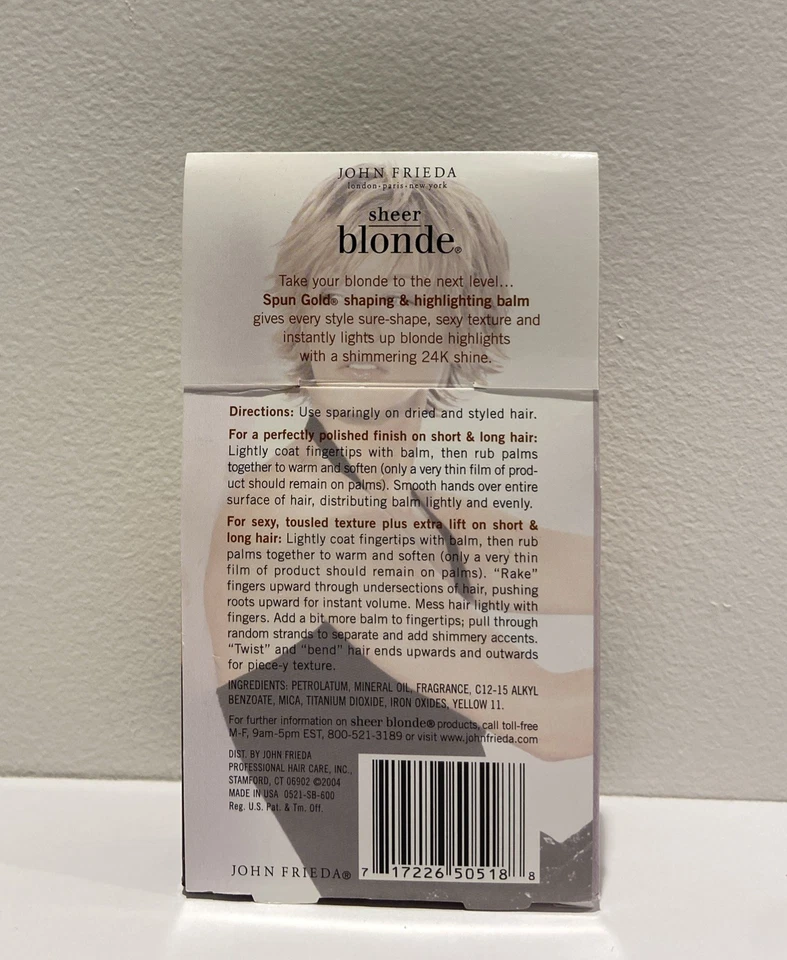 JOHN FRIEDA
london • paris • new york
sheer
blonde®
Take your blonde to the next level...
Spun Gold® shaping & highlighting balm
gives every style sure-shape, sexy texture and
instantly lights up blonde highlights
with a shimmering 24K shine.
Directions: Use sparingly on dried and styled hair.
For a perfectly polished finish on short & long hair:
Lightly coat fingertips with balm, then rub palms
together to warm and soften (only a very thin film of prod-
uct should remain on palms). Smooth hands over entire
surface of hair, distributing balm lightly and evenly.
For sexy, tousled texture plus extra lift on short &
long hair: Lightly coat fingertips with balm, then rub
palms together to warm and soften (only a very thin
film of product should remain on palms). “Rake”
fingers upward through undersections of hair, pushing
roots upward for instant volume. Mess hair lightly with
fingers. Add a bit more balm to fingertips; pull through
random strands to separate and add shimmery accents.
“Twist” and “bend” hair ends upwards and outwards
for piece-y texture.
INGREDIENTS: PETROLATUM, MINERAL OIL, FRAGRANCE, C12-15 ALKYL
BENZOATE, MICA, TITANIUM DIOXIDE, IRON OXIDES, YELLOW 11.
For further information on sheer blonde® products, call toll-free
M-F, 9am-5pm EST, 800-521-3189 or visit www.johnfrieda.com
DIST. BY JOHN FRIEDA
PROFESSIONAL HAIR CARE, INC.,
STAMFORD, CT 06902 ©2004
MADE IN USA 0521-SB-600
Reg. U.S. Pat. & Tm. Off.
JOHN FRIEDA®
7 17226 50518 8